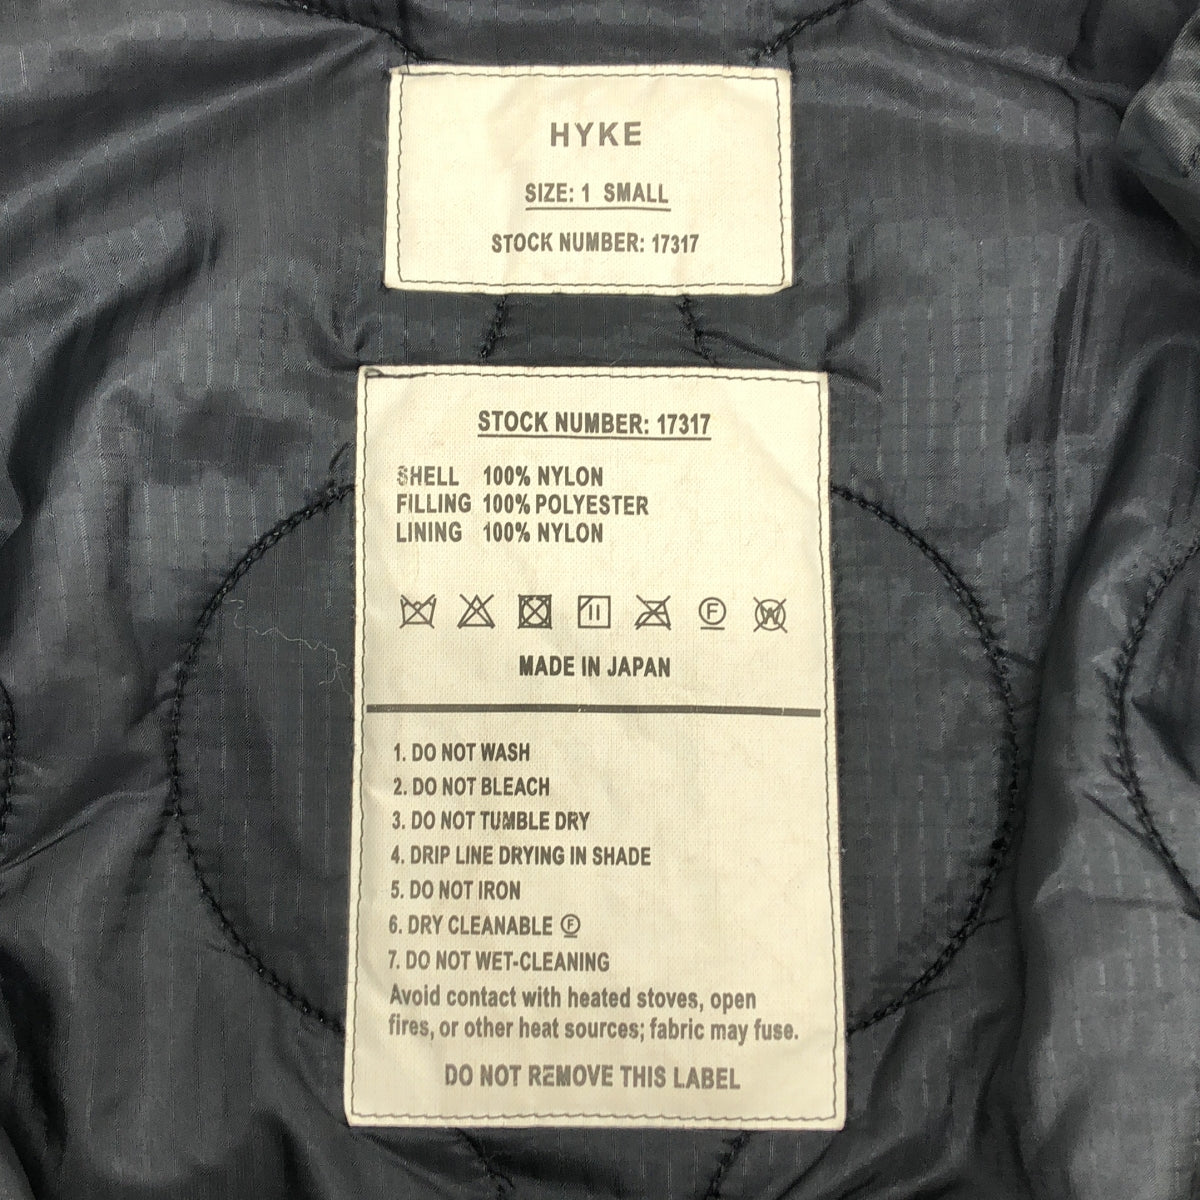 HYKE
SIZE: 1 SMALL
STOCK NUMBER: 17317
STOCK NUMBER: 17317
SHELL 100% NYLON
FILLING 100% POLYESTER
LINING 100% NYLON
F W
MADE IN JAPAN
1. DO NOT WASH
2. DO NOT BLEACH
3. DO NOT TUMBLE DRY
4. DRIP LINE DRYING IN SHADE
5. DO NOT IRON
6. DRY CLEANABLE Ⓕ
7. DO NOT WET-CLEANING
Avoid contact with heated stoves, open
fires, or other heat sources; fabric may fuse.
DO NOT REMOVE THIS LABEL